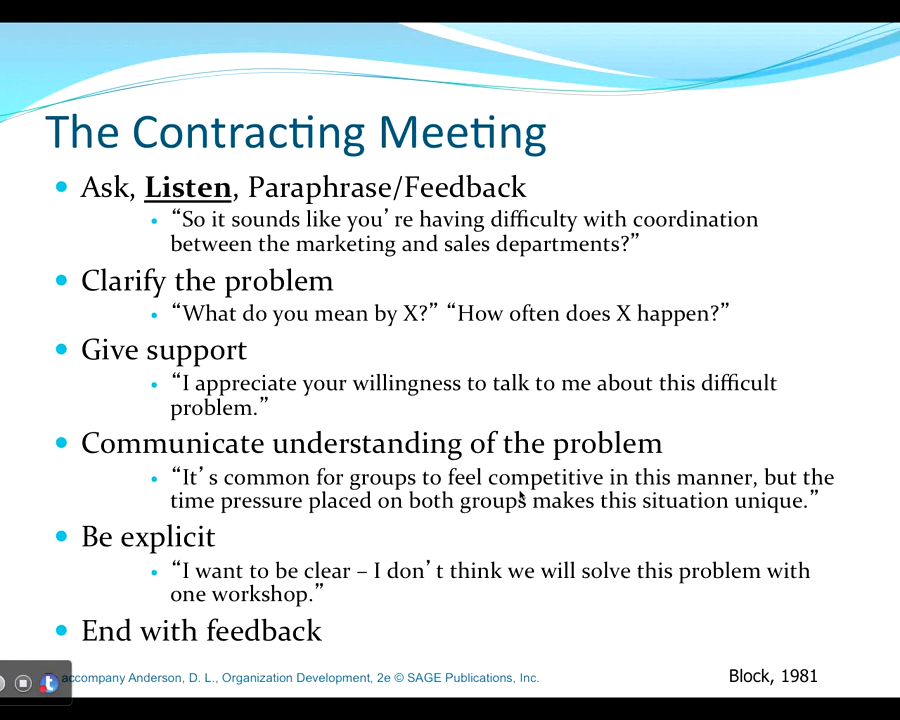 The Contracting Meeting
Ask, Listen, Paraphrase/Feedback
“So it sounds like you’ re having difficulty with coordination
between the marketing and sales departments?”
Clarify the problem
“What do you mean by X?” “How often does X happen?”
Give support
“I appreciate your willingness to talk to me about this difficult
problem.”
Communicate understanding of the problem
“It’ s common for groups to feel competitive in this manner, but the
time pressure placed on both groups makes this situation unique.”
Be explicit
“I want to be clear – I don’ t think we will solve this problem with
one workshop.”
End with feedback
accompany Anderson, D. L., Organization Development, 2e © SAGE Publications, Inc.
Block, 1981